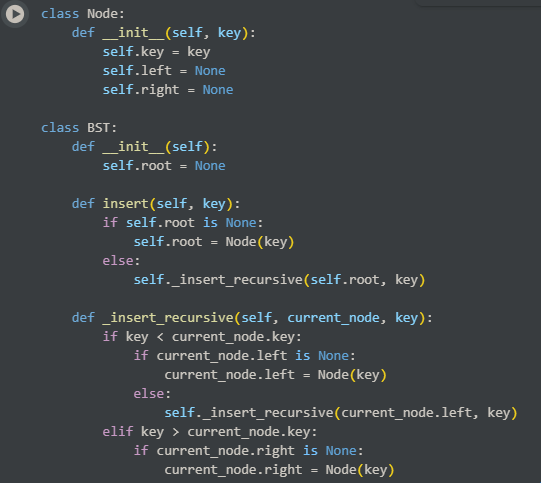 class Node:
    def __init__(self, key):
        self.key = key
        self.left = None
        self.right = None

class BST:
    def __init__(self):
        self.root = None

    def insert(self, key):
        if self.root is None:
            self.root = Node(key)
        else:
            self._insert_recursive(self.root, key)

    def _insert_recursive(self, current_node, key):
        if key < current_node.key:
            if current_node.left is None:
                current_node.left = Node(key)
            else:
                self._insert_recursive(current_node.left, key)
        elif key > current_node.key:
            if current_node.right is None:
                current_node.right = Node(key)